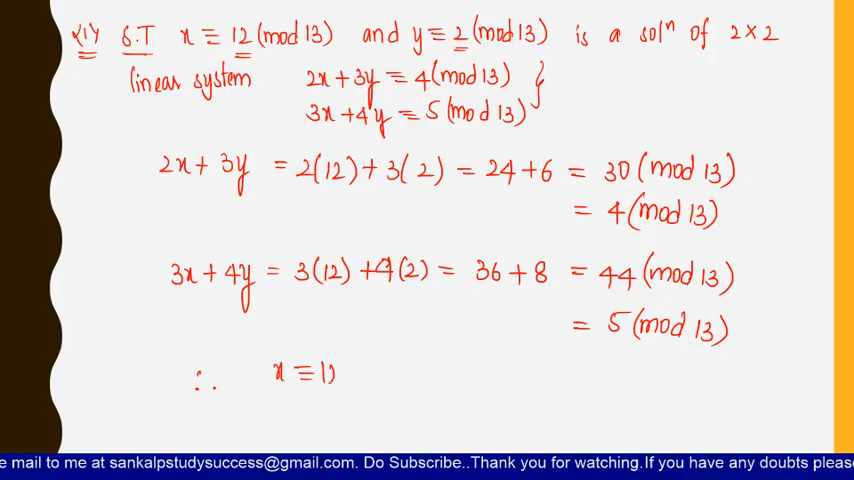 21) S.T x ≡ 12 (mod 13) and y ≡ 2 (mod 13) is a solⁿ of 2 × 2
linear system 2x + 3y ≡ 4 (mod 13) }
3x + 4y ≡ 5 (mod 13)
2x + 3y = 2(12) + 3(2) = 24 + 6 = 30 (mod 13)
= 4 (mod 13)
3x + 4y = 3(12) + 4(2) = 36 + 8 = 44 (mod 13)
= 5 (mod 13)
∴ x ≡ 12
e mail to me at sankalpstudysuccess@gmail.com. Do Subscribe..Thank you for watching.If you have any doubts please